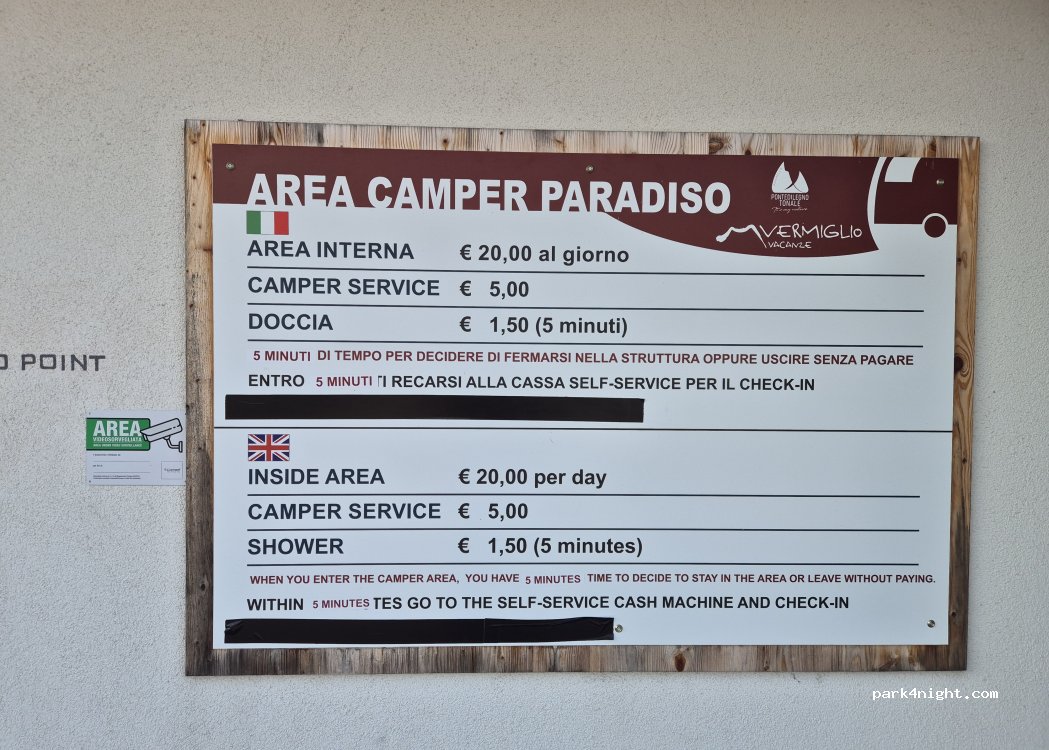 AREA CAMPER PARADISO
PONTEDILEGNO
TONALE
VERMIGLIO
VACANZE
AREA INTERNA € 20,00 al giorno
CAMPER SERVICE € 5,00
DOCCIA € 1,50 (5 minuti)
5 MINUTI DI TEMPO PER DECIDERE DI FERMARSI NELLA STRUTTURA OPPURE USCIRE SENZA PAGARE
ENTRO 5 MINUTI TI RECARSI ALLA CASSA SELF-SERVICE PER IL CHECK-IN
INSIDE AREA € 20,00 per day
CAMPER SERVICE € 5,00
SHOWER € 1,50 (5 minutes)
WHEN YOU ENTER THE CAMPER AREA, YOU HAVE 5 MINUTES TIME TO DECIDE TO STAY IN THE AREA OR LEAVE WITHOUT PAYING.
WITHIN 5 MINUTES TES GO TO THE SELF-SERVICE CASH MACHINE AND CHECK-IN
POINT
AREA
VIDEOSORVEGLIATA
park4night.com